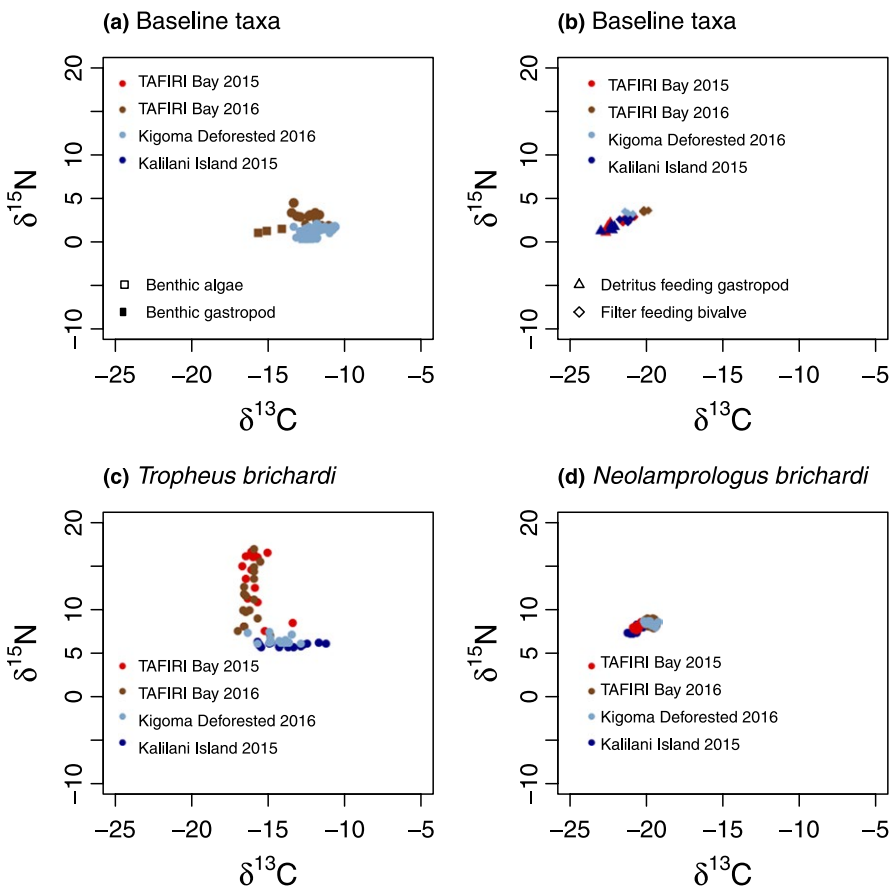 (a) Baseline taxa
20
10
5
0
−10
δ15N
TAFIRI Bay 2015
TAFIRI Bay 2016
Kigoma Deforested 2016
Kalilani Island 2015
Benthic algae
Benthic gastropod
−25 −20 −15 −10 −5
δ13C
(b) Baseline taxa
20
10
5
0
−10
δ15N
TAFIRI Bay 2015
TAFIRI Bay 2016
Kigoma Deforested 2016
Kalilani Island 2015
Detritus feeding gastropod
Filter feeding bivalve
−25 −20 −15 −10 −5
δ13C
(c) Tropheus brichardi
20
10
5
0
−10
δ15N
TAFIRI Bay 2015
TAFIRI Bay 2016
Kigoma Deforested 2016
Kalilani Island 2015
−25 −20 −15 −10 −5
δ13C
(d) Neolamprologus brichardi
20
10
5
0
−10
δ15N
TAFIRI Bay 2015
TAFIRI Bay 2016
Kigoma Deforested 2016
Kalilani Island 2015
−25 −20 −15 −10 −5
δ13C